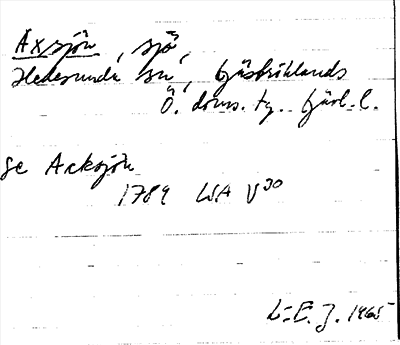 Axsjön, sjö,
Hedesunda sn, Gästriklands
Ö. doms. tg. Gävl. l.
se Acksjön
1789 LSA V30
L-E. J. 1965